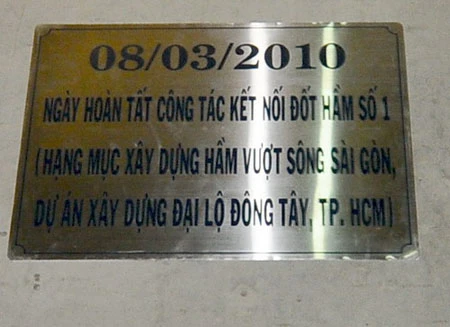 08/03/2010
NGÀY HOÀN TẤT CÔNG TÁC KẾT NỐI ĐỐT HẦM SỐ 1
(HẠNG MỤC XÂY DỰNG HẦM VƯỢT SÔNG SÀI GÒN,
DỰ ÁN XÂY DỰNG ĐẠI LỘ ĐÔNG TÂY, TP. HCM)